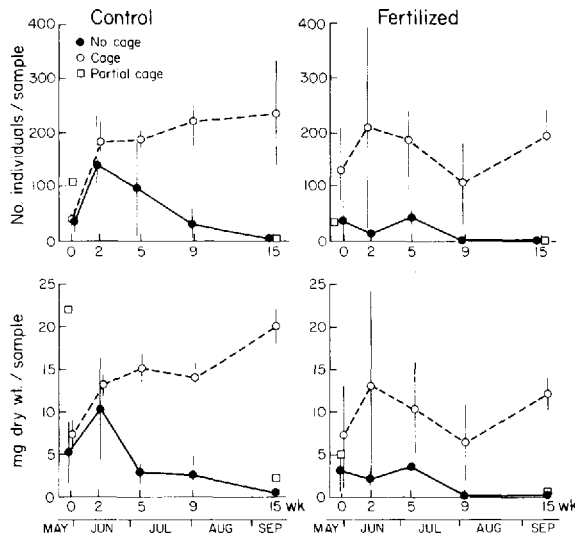 Control
Fertilized
● No cage
○ Cage
□ Partial cage
No. individuals / sample
400
300
200
100
0
0 2 5 9 15
400
300
200
100
0
0 2 5 9 15
mg dry wt. / sample
25
20
15
10
5
0
0 2 5 9 15 wk
MAY JUN JUL AUG SEP
25
20
15
10
5
0
0 2 5 9 15 wk
MAY JUN JUL AUG SEP